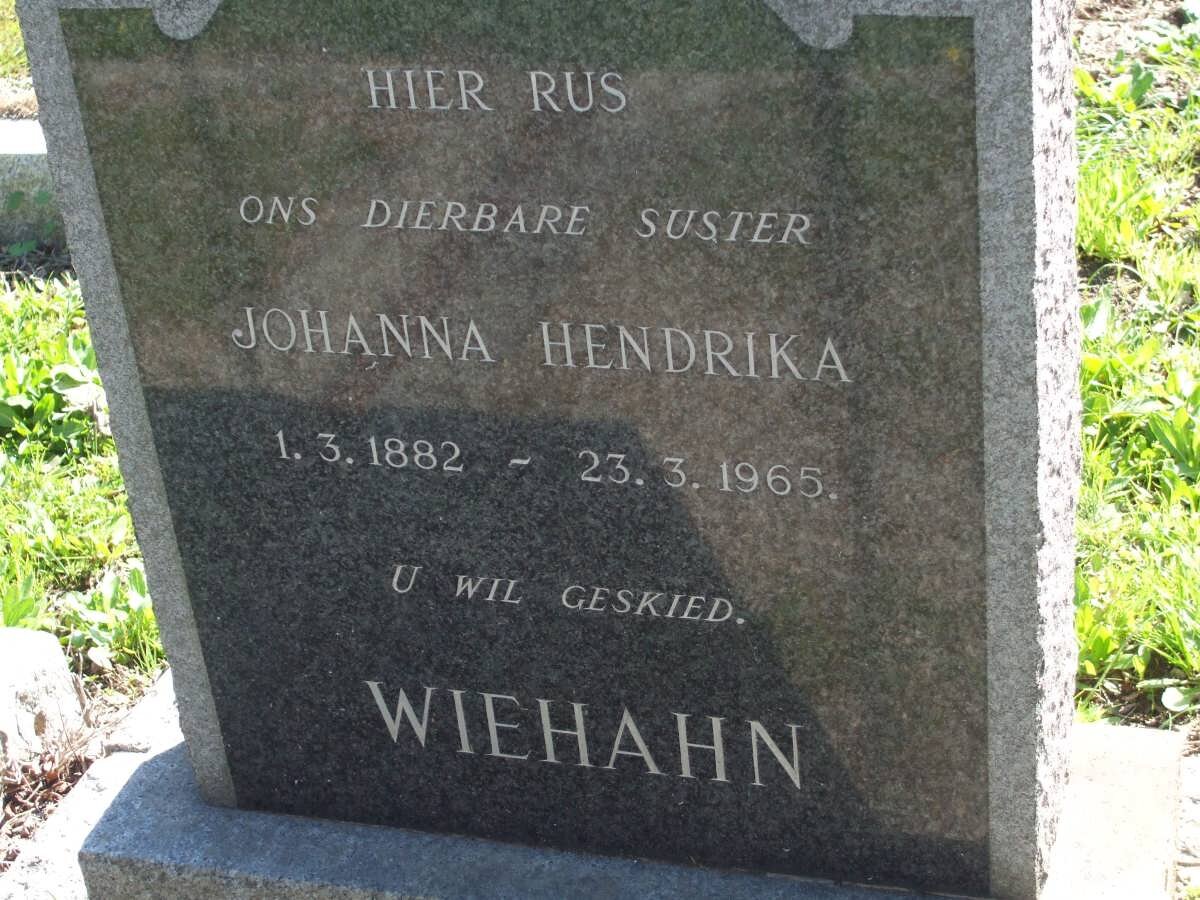 HIER RUS
ONS DIERBARE SUSTER
JOHANNA HENDRIKA
1.3.1882 - 23.3.1965.
U WIL GESKIED.
WIEHAHN